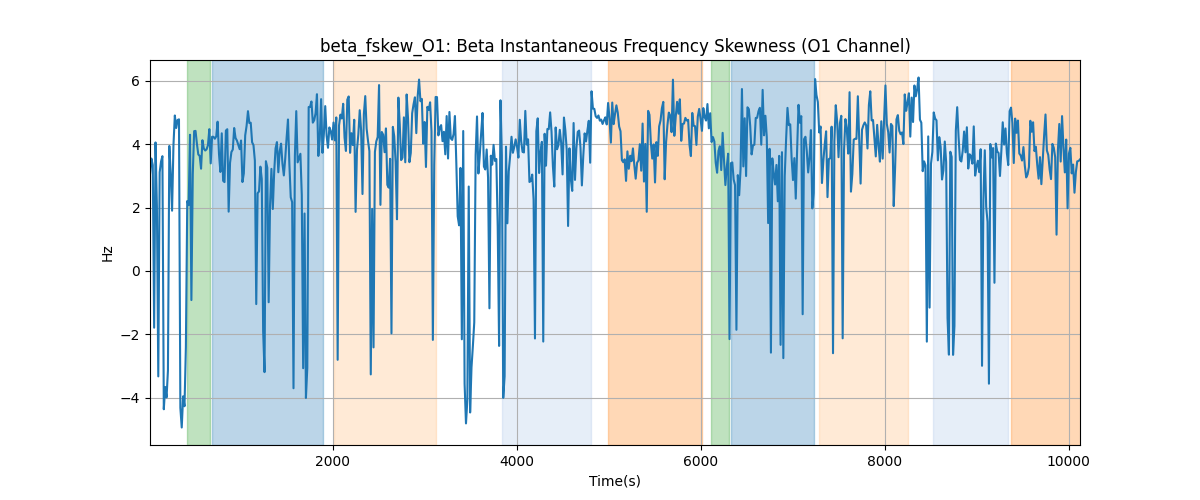 beta_fskew_O1: Beta Instantaneous Frequency Skewness (O1 Channel)
6
4
2
0
−2
−4
Hz
2000 4000 6000 8000 10000
Time(s)